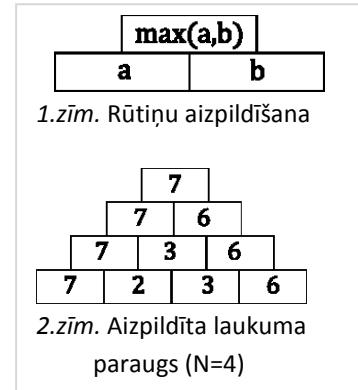 max(a,b)
a b
1.zīm. Rūtiņu aizpildīšana
7
7 6
7 3 6
7 2 3 6
2.zīm. Aizpildīta laukuma
paraugs (N=4)